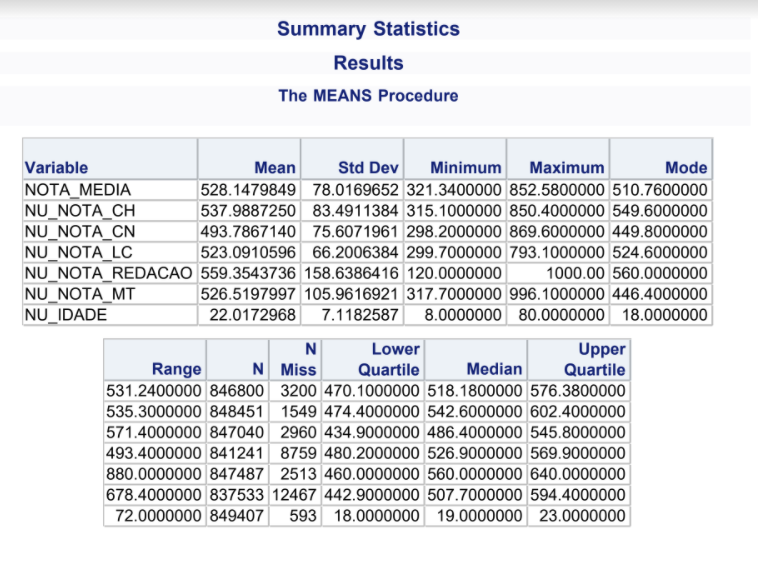 Summary Statistics
Results
The MEANS Procedure
Variable Mean Std Dev Minimum Maximum Mode
NOTA_MEDIA 528.1479849 78.0169652 321.3400000 852.5800000 510.7600000
NU_NOTA_CH 537.9887250 83.4911384 315.1000000 850.4000000 549.6000000
NU_NOTA_CN 493.7867140 75.6071961 298.2000000 869.6000000 449.8000000
NU_NOTA_LC 523.0910596 66.2006384 299.7000000 793.1000000 524.6000000
NU_NOTA_REDACAO 559.3543736 158.6386416 120.0000000 1000.00 560.0000000
NU_NOTA_MT 526.5197997 105.9616921 317.7000000 996.1000000 446.4000000
NU_IDADE 22.0172968 7.1182587 8.0000000 80.0000000 18.0000000
N Lower Upper
Range N Miss Quartile Median Quartile
531.2400000 846800 3200 470.1000000 518.1800000 576.3800000
535.3000000 848451 1549 474.4000000 542.6000000 602.4000000
571.4000000 847040 2960 434.9000000 486.4000000 545.8000000
493.4000000 841241 8759 480.2000000 526.9000000 569.9000000
880.0000000 847487 2513 460.0000000 560.0000000 640.0000000
678.4000000 837533 12467 442.9000000 507.7000000 594.4000000
72.0000000 849407 593 18.0000000 19.0000000 23.0000000